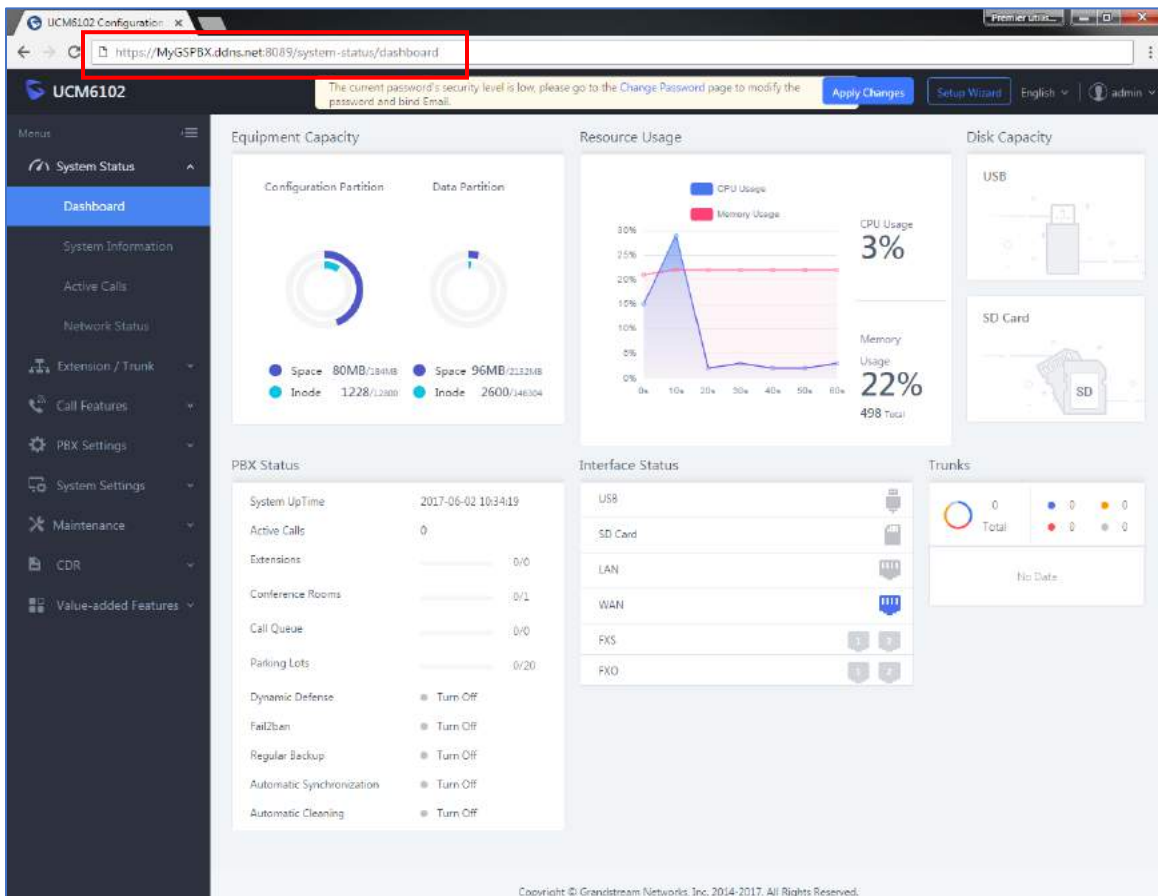 UCM6102 Configuration
Premier utilis...
https://MyGSPBX.ddns.net:8089/system-status/dashboard
UCM6102
The current password's security level is low, please go to the Change Password page to modify the
password and bind Email.
Apply Changes
Setup Wizard
English
admin
Menus
System Status
Dashboard
System Information
Active Calls
Network Status
Extension / Trunk
Call Features
PBX Settings
System Settings
Maintenance
CDR
Value-added Features
Equipment Capacity
Configuration Partition Data Partition
Space 80MB/184MB Space 96MB/2132MB
Inode 1228/12800 Inode 2600/146304
Resource Usage
CPU Usage
Memory Usage
30%
25%
20%
15%
10%
5%
0%
0s 10s 20s 30s 40s 50s 60s
CPU Usage
3%
Memory
Usage
22%
498 Total
Disk Capacity
USB
SD Card
SD
PBX Status
System UpTime 2017-06-02 10:34:19
Active Calls 0
Extensions 0/0
Conference Rooms 0/1
Call Queue 0/0
Parking Lots 0/20
Dynamic Defense Turn Off
Fail2ban Turn Off
Regular Backup Turn Off
Automatic Synchronization Turn Off
Automatic Cleaning Turn Off
Interface Status
USB
SD Card
LAN
WAN
FXS 1 2
FXO 1 2
Trunks
0 0 0
Total 0 0
No Date
Copyright © Grandstream Networks, Inc. 2014-2017. All Rights Reserved.